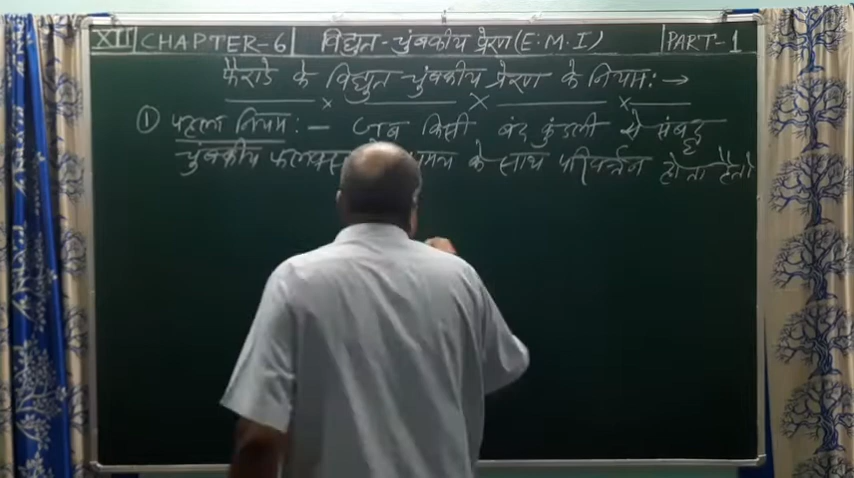 XII CHAPTER-6 विद्युत-चुंबकीय प्रेरण (E.M.I) PART-1
फैराडे के विद्युत चुंबकीय प्रेरण के नियम:→
① पहला नियम:— जब किसी बंद कुंडली से संबद्ध
चुंबकीय के साथ परिवर्तन होता है तो